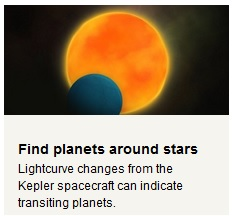 Find planets around stars
Lightcurve changes from the
Kepler spacecraft can indicate
transiting planets.